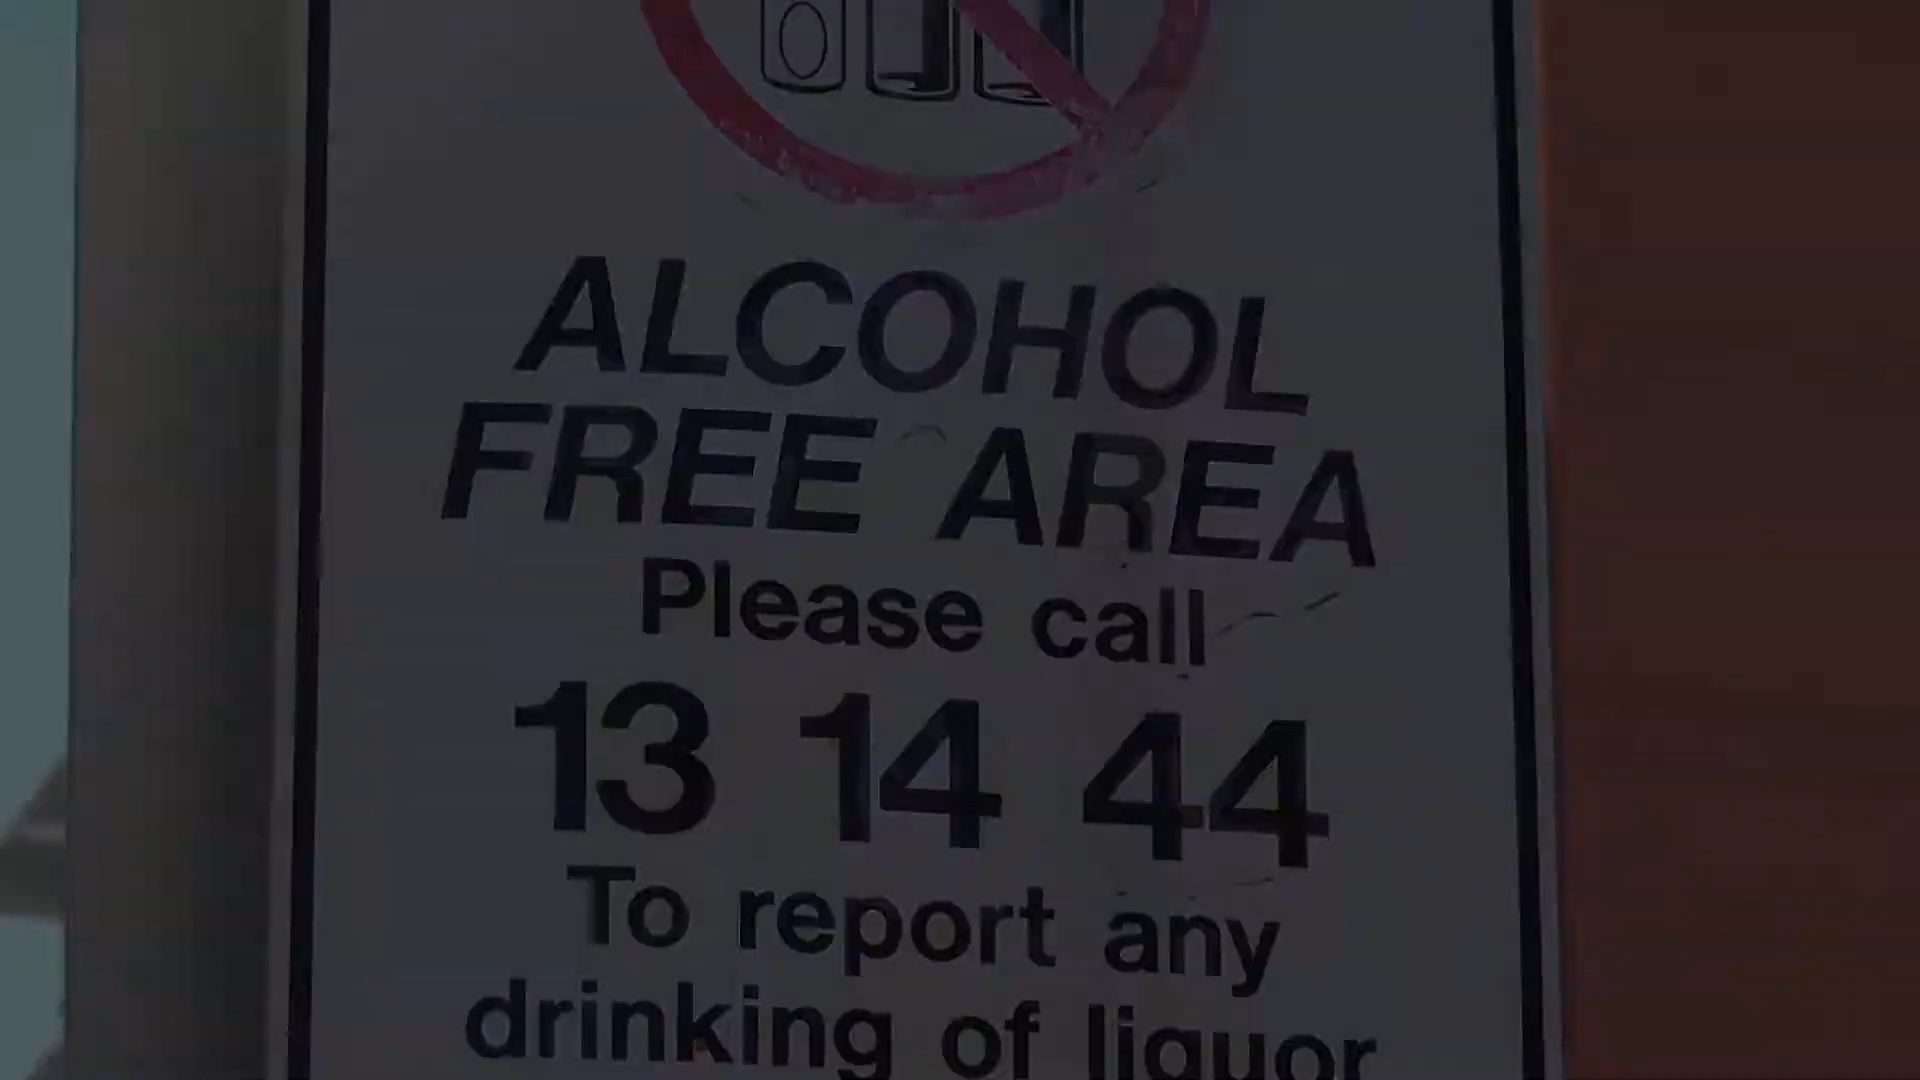 ALCOHOL
FREE AREA
Please call
13 14 44
To report any
drinking of liquor